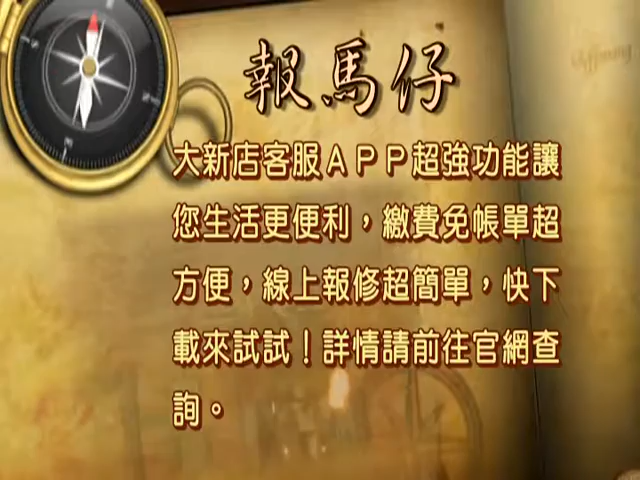 報馬仔
大新店客服ＡＰＰ超強功能讓
您生活更便利，繳費免帳單超
方便，線上報修超簡單，快下
載來試試！詳情請前往官網查
詢。